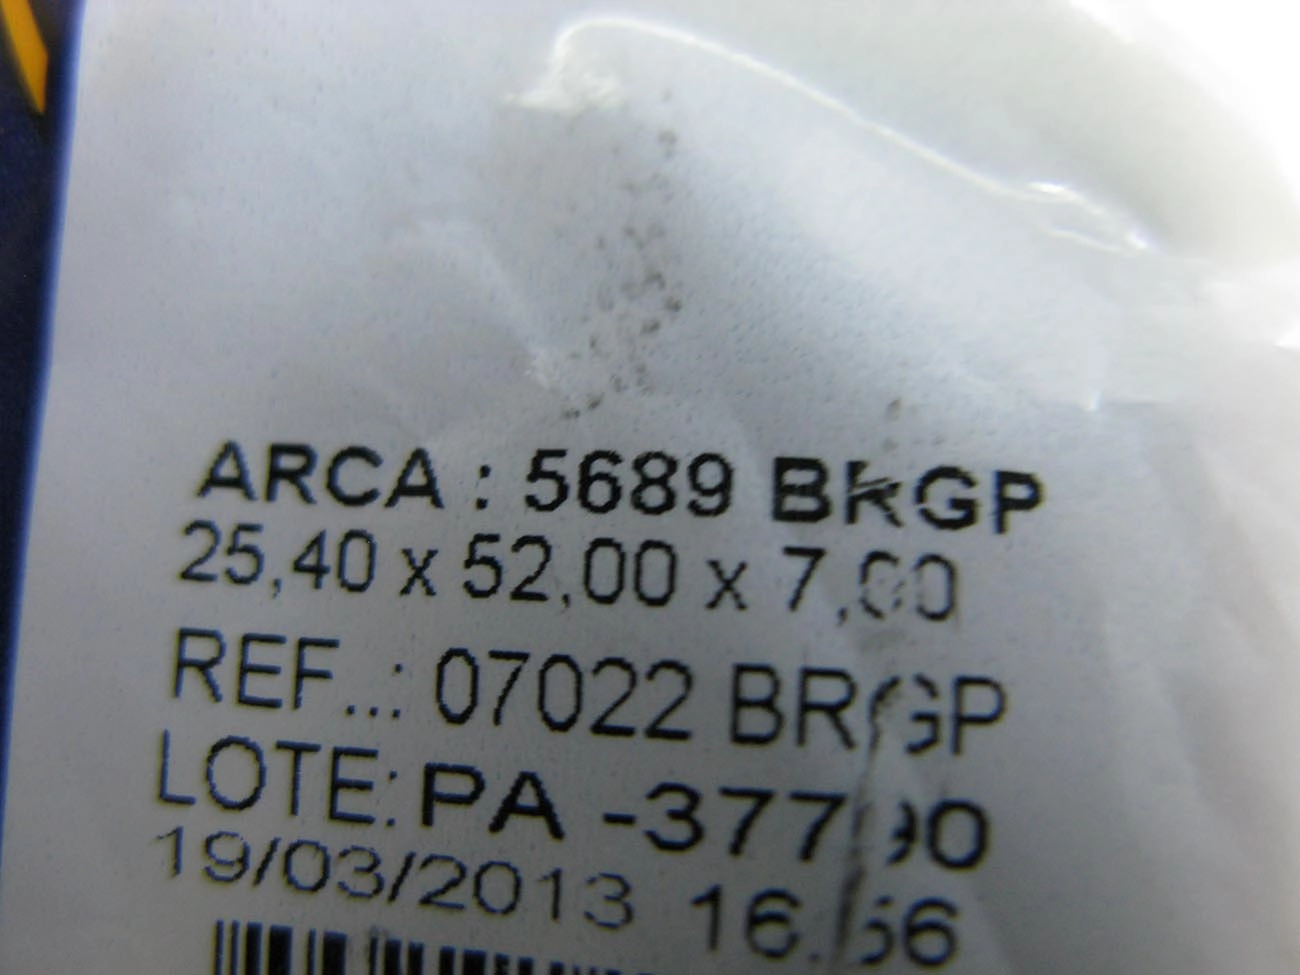 ARCA : 5689 BRGP
25,40 x 52,00 x 7,00
REF...: 07022 BRGP
LOTE: PA -37790
19/03/2013 16:56